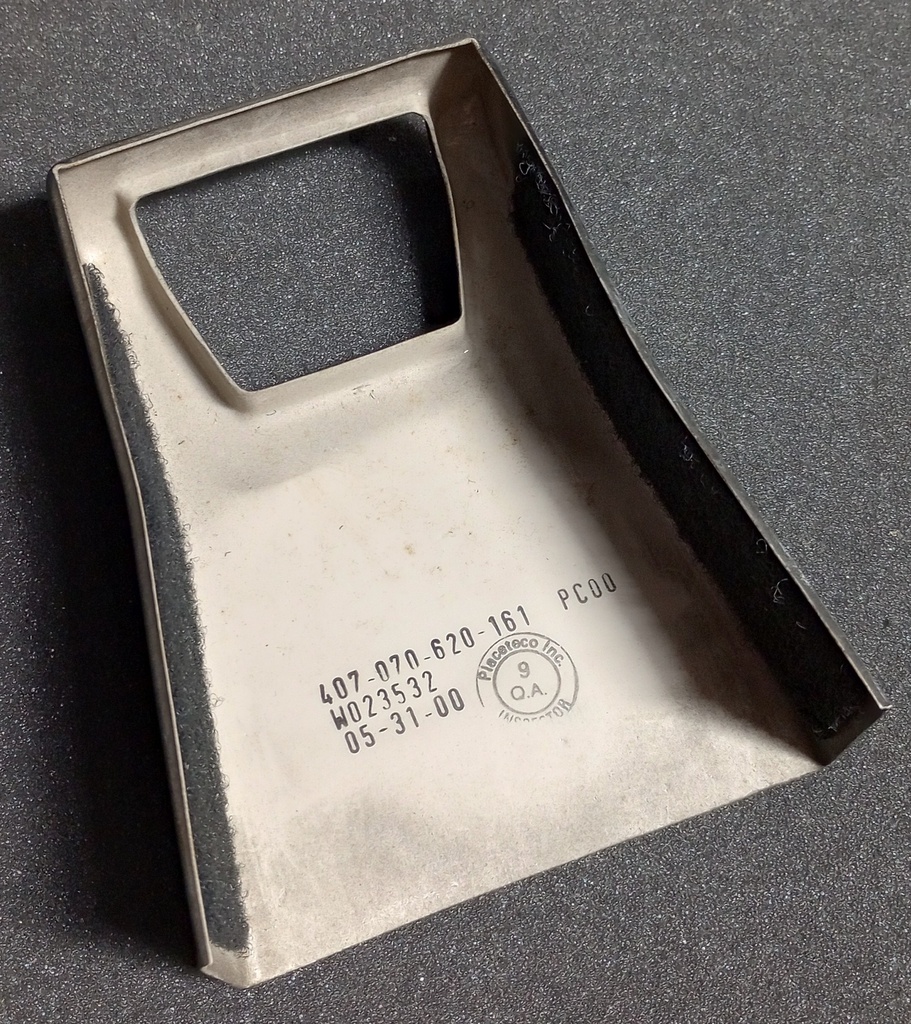 407-070-620-161 PC00
W023532
05-31-00
Placeteco Inc.
9
Q.A.
INSPECTOR